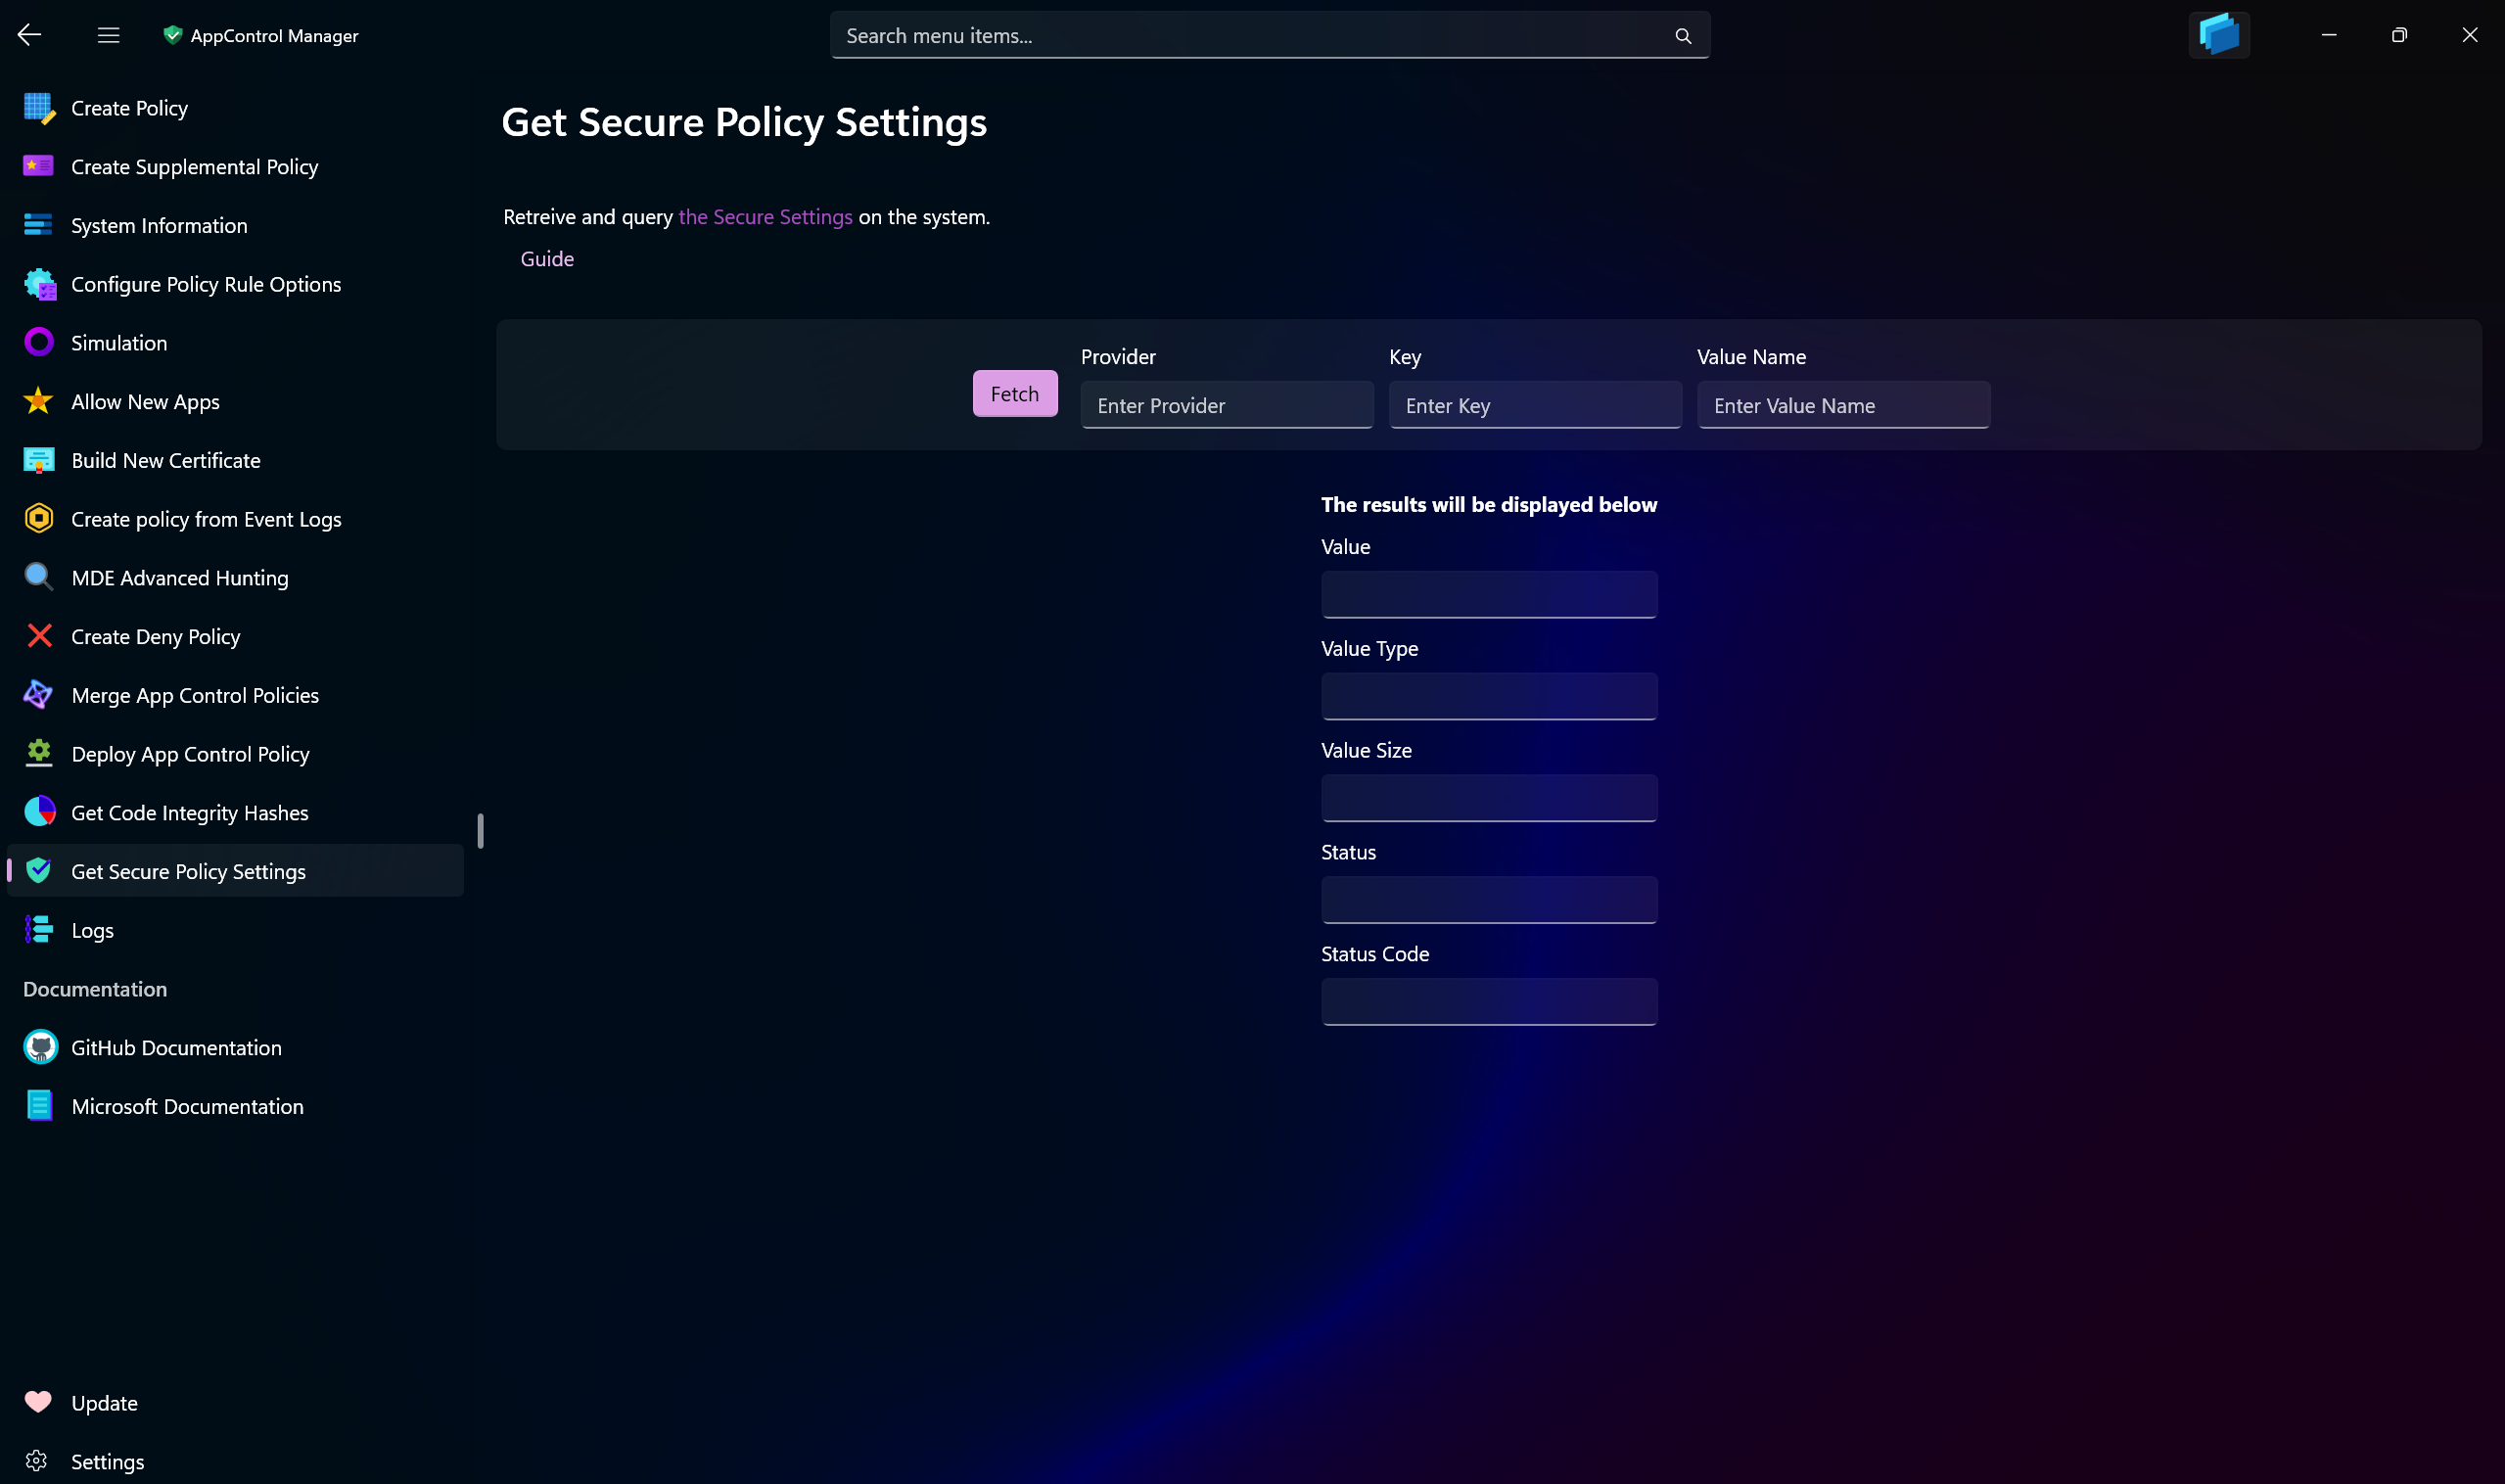 AppControl Manager
Search menu items...
Create Policy
Create Supplemental Policy
System Information
Configure Policy Rule Options
Simulation
Allow New Apps
Build New Certificate
Create policy from Event Logs
MDE Advanced Hunting
Create Deny Policy
Merge App Control Policies
Deploy App Control Policy
Get Code Integrity Hashes
Get Secure Policy Settings
Logs
Documentation
GitHub Documentation
Microsoft Documentation
Update
Settings
Get Secure Policy Settings
Retreive and query the Secure Settings on the system.
Guide
Fetch
Provider
Enter Provider
Key
Enter Key
Value Name
Enter Value Name
The results will be displayed below
Value
Value Type
Value Size
Status
Status Code